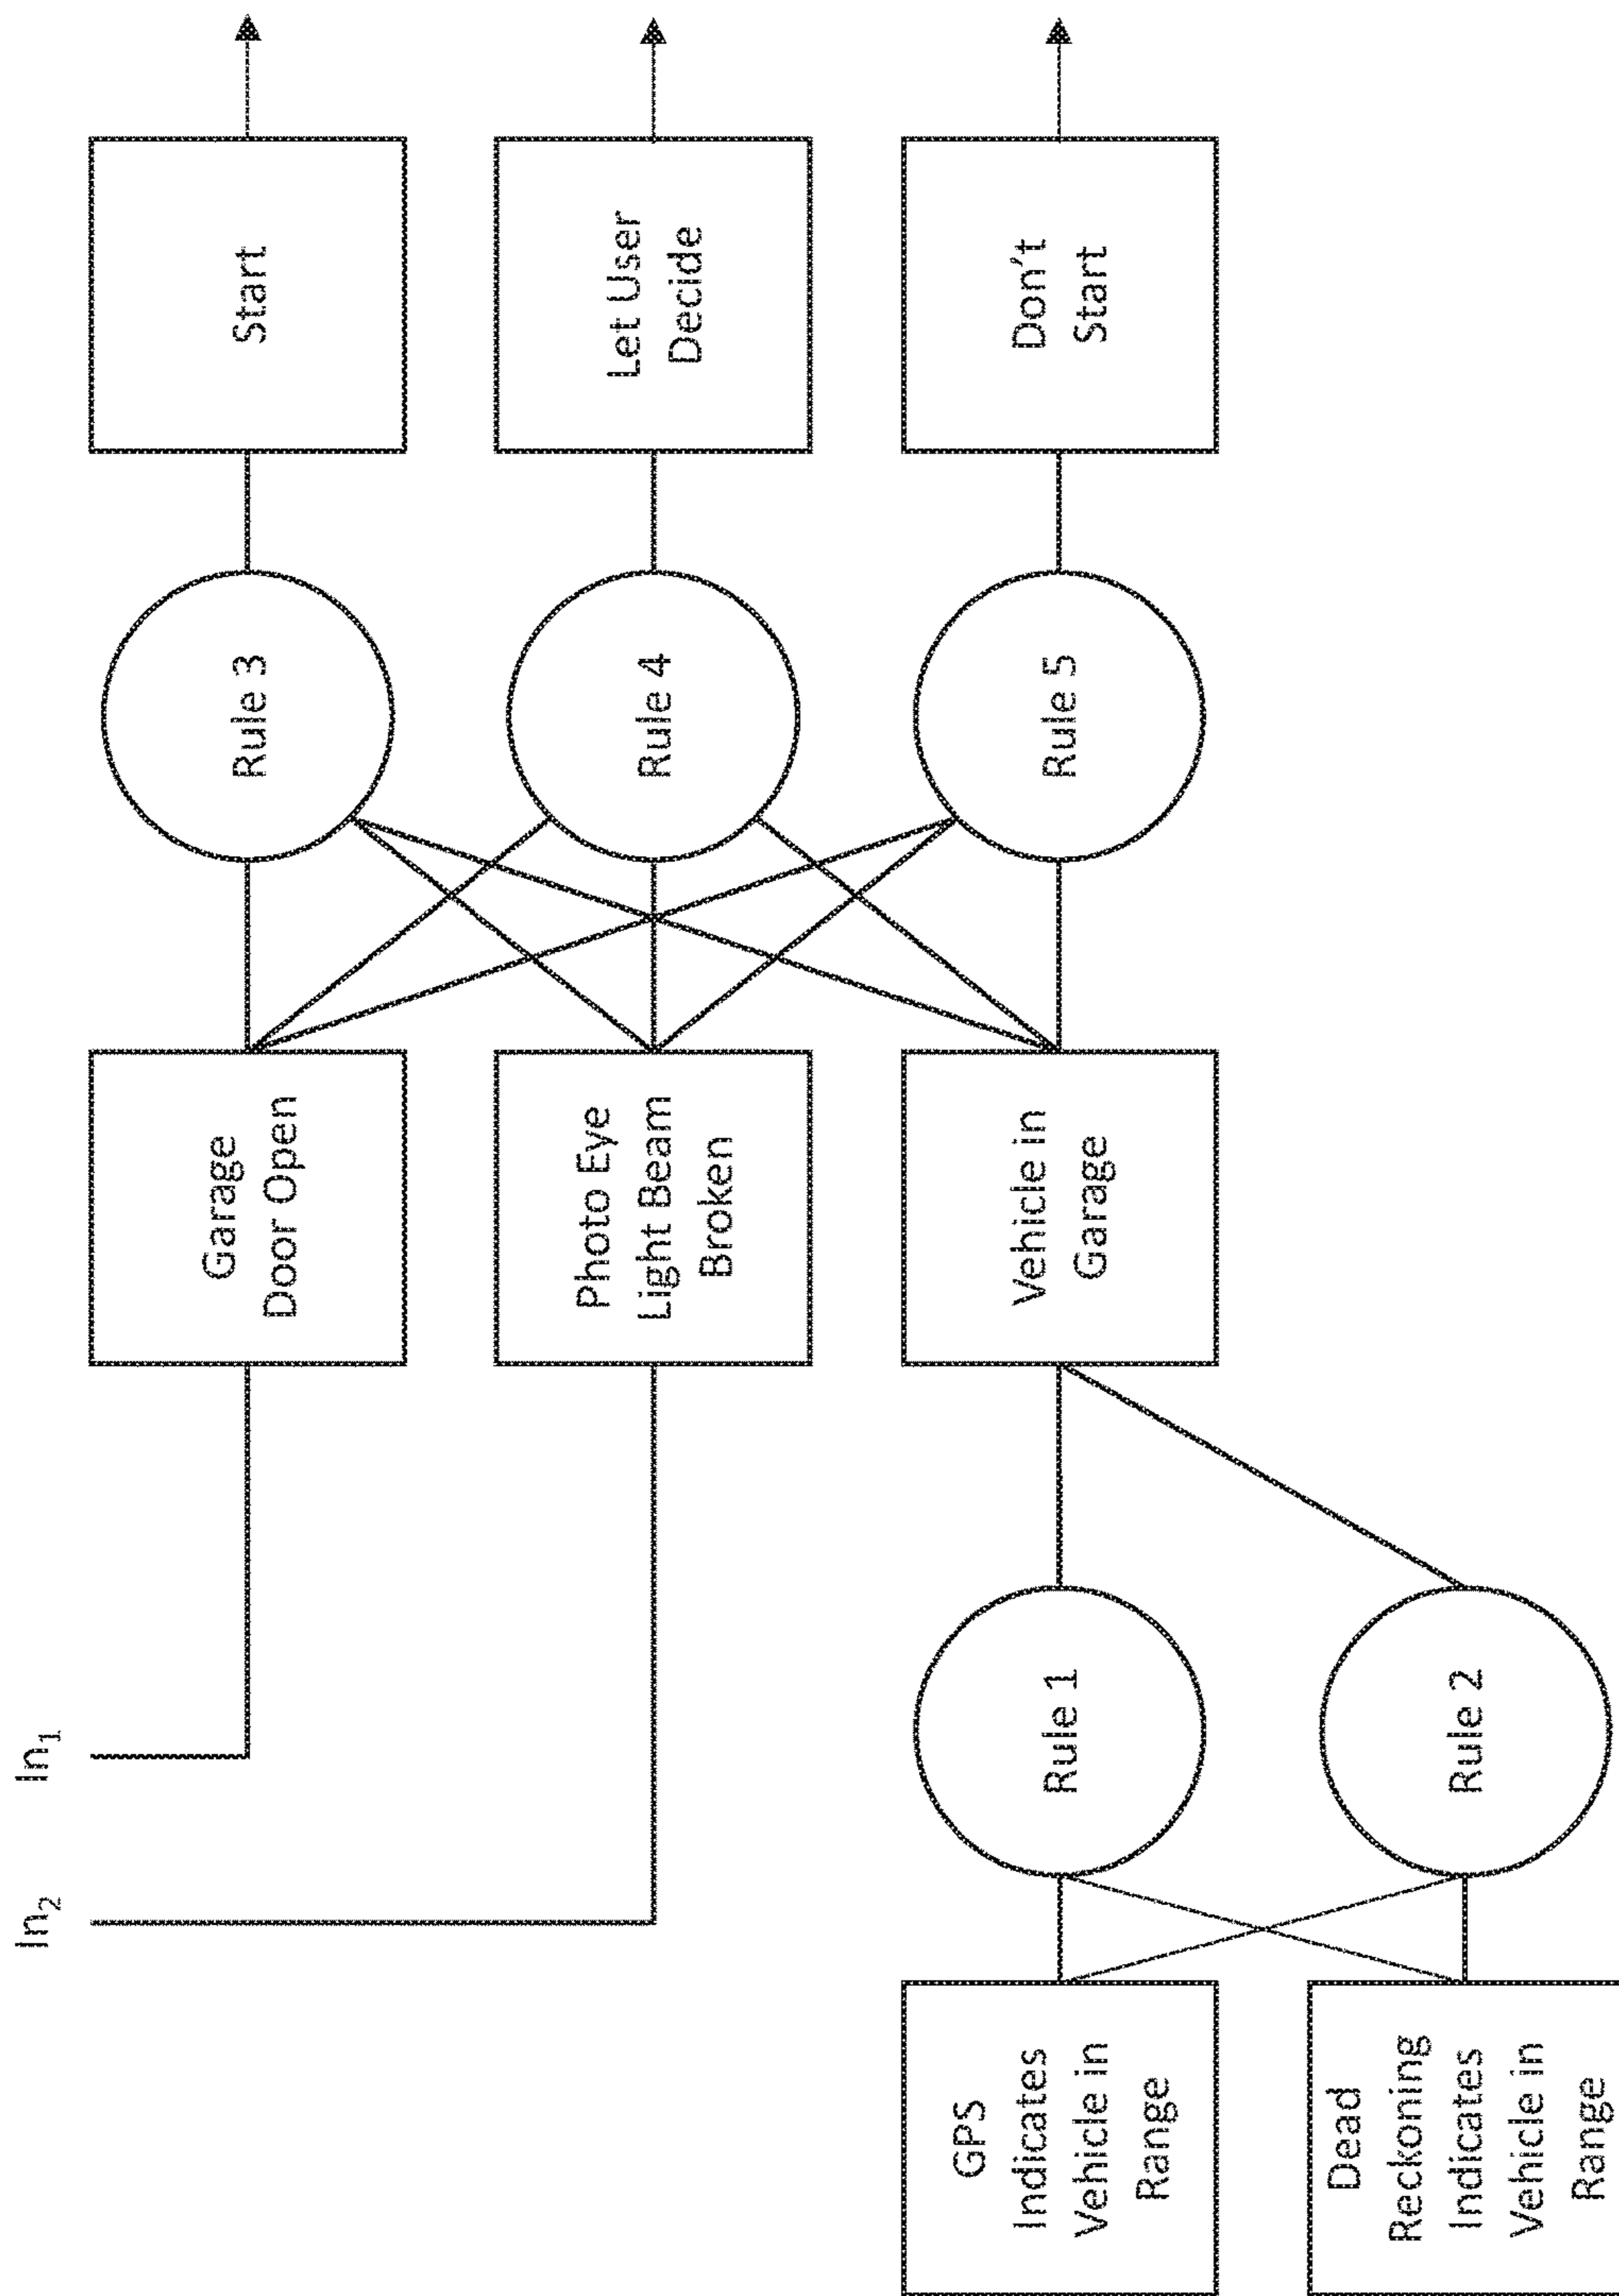 In₁
In₂
GPS
Indicates
Vehicle in
Range
Dead
Reckoning
Indicates
Vehicle in
Range
Rule 1
Rule 2
Garage
Door Open
Photo Eye
Light Beam
Broken
Vehicle in
Garage
Rule 3
Rule 4
Rule 5
Start
Let User
Decide
Don't
Start